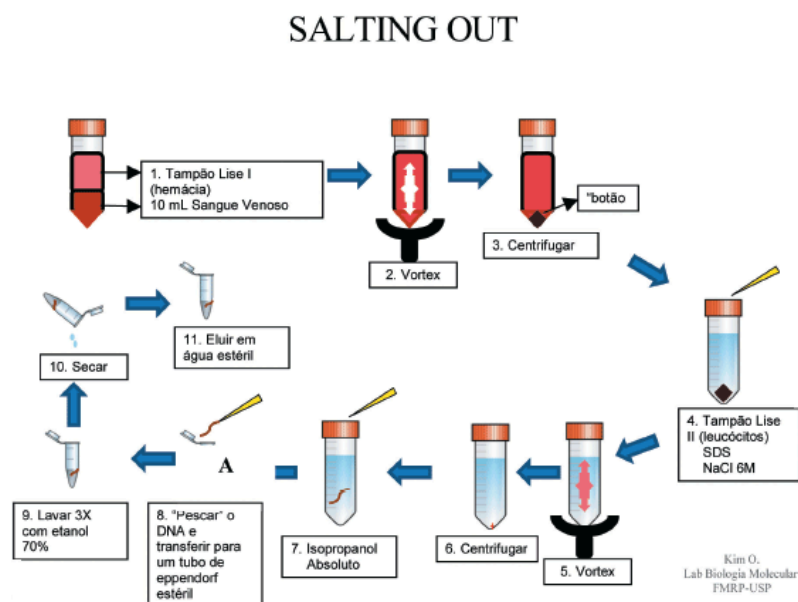 SALTING OUT
1. Tampão Lise I
(hemácia)
10 mL Sangue Venoso
2. Vortex
"botão
3. Centrifugar
4. Tampão Lise
II (leucócitos)
SDS
NaCl 6M
5. Vortex
6. Centrifugar
7. Isopropanol
Absoluto
A
8. "Pescar" o
DNA e
transferir para
um tubo de
eppendorf
estéril
9. Lavar 3X
com etanol
70%
10. Secar
11. Eluir em
água estéril
Kim O.
Lab Biologia Molecular
FMRP-USP